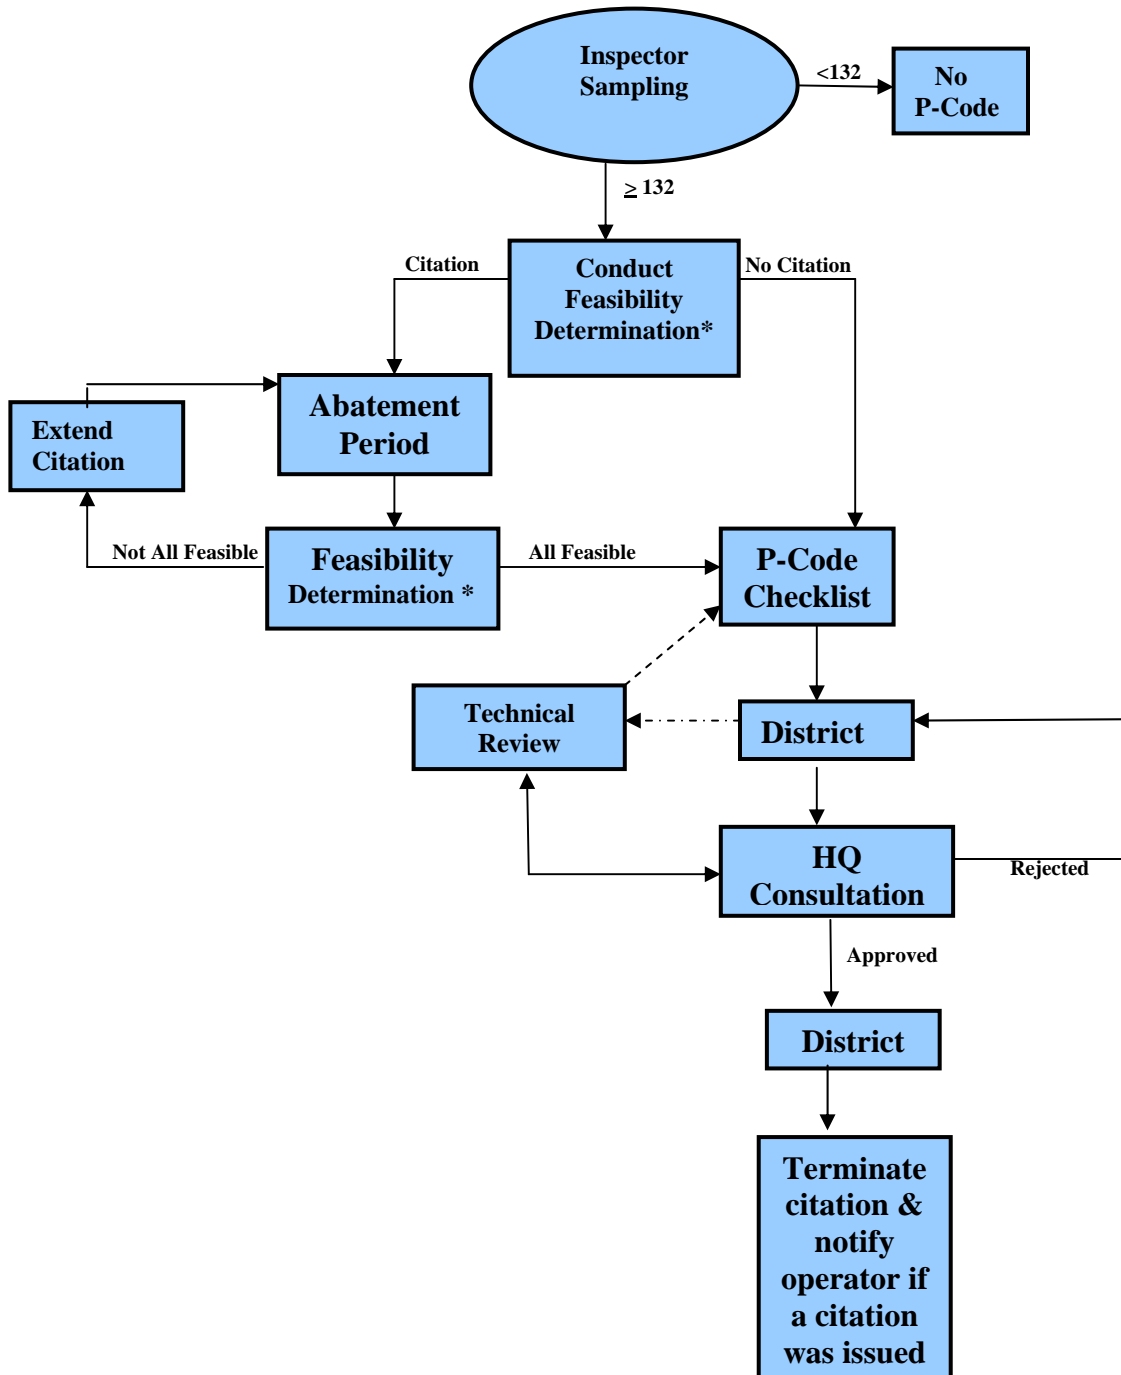 Inspector
Sampling
<132
No
P-Code
≥ 132
Citation
Conduct
Feasibility
Determination*
No Citation
Abatement
Period
Extend
Citation
Not All Feasible
Feasibility
Determination *
All Feasible
P-Code
Checklist
Technical
Review
District
HQ
Consultation
Rejected
Approved
District
Terminate
citation &
notify
operator if
a citation
was issued